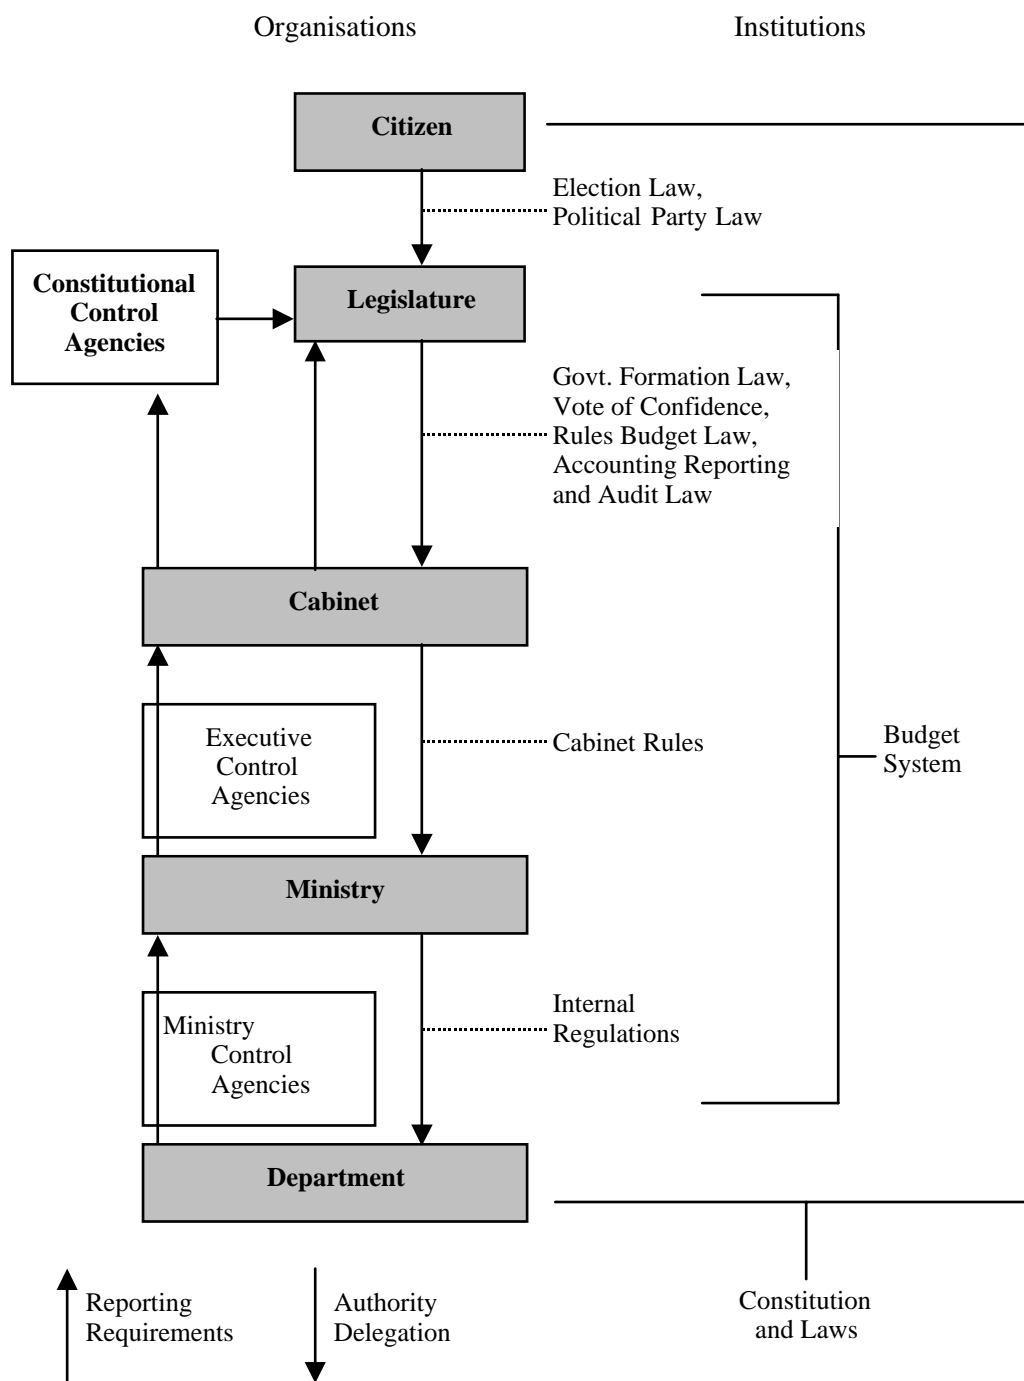 Organisations
Institutions
Citizen
Election Law,
Political Party Law
Constitutional
Control
Agencies
Legislature
Govt. Formation Law,
Vote of Confidence,
Rules Budget Law,
Accounting Reporting
and Audit Law
Cabinet
Executive
Control
Agencies
Cabinet Rules
Budget
System
Ministry
Ministry
Control
Agencies
Internal
Regulations
Department
Reporting
Requirements
Authority
Delegation
Constitution
and Laws